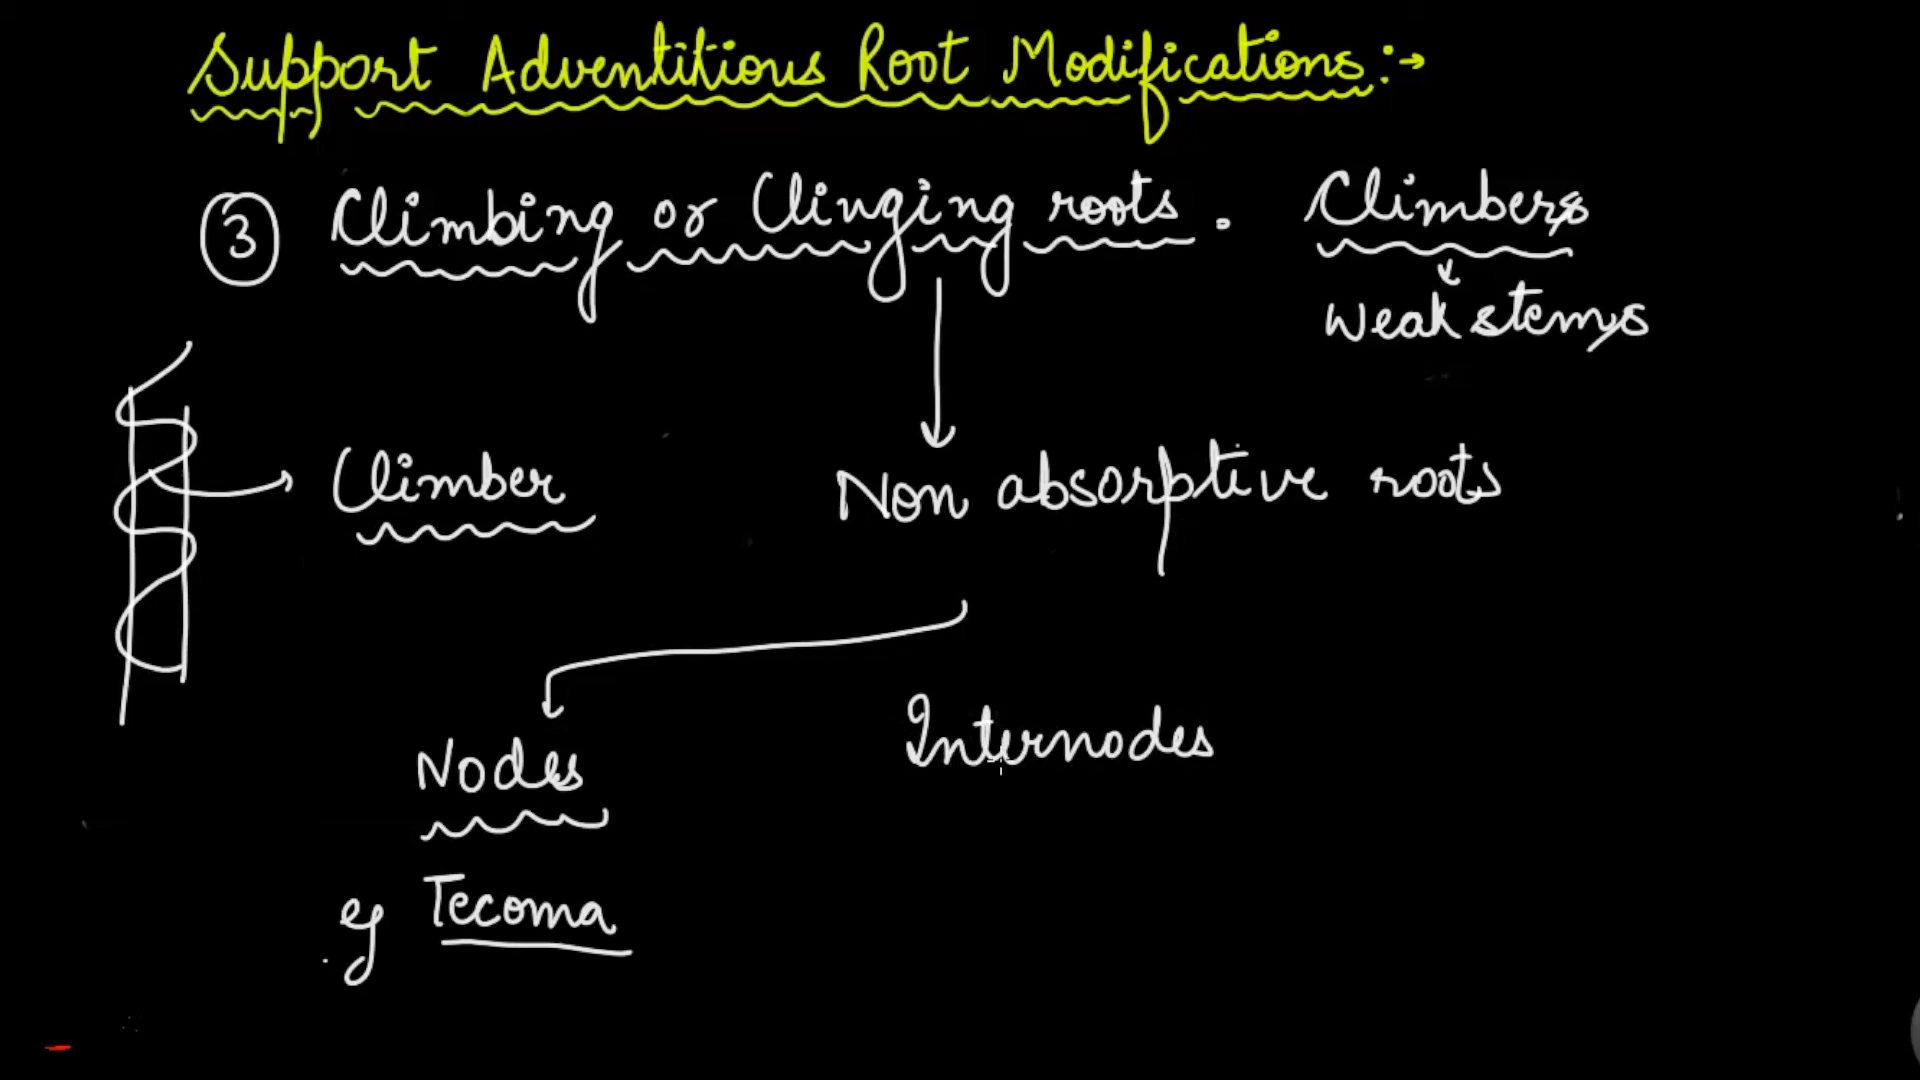 Support Adventitious Root Modifications:→
③ Climbing or Clinging roots. Climbers
Weak stems
Climber
Non absorptive roots
Nodes
Internodes
eg Tecoma